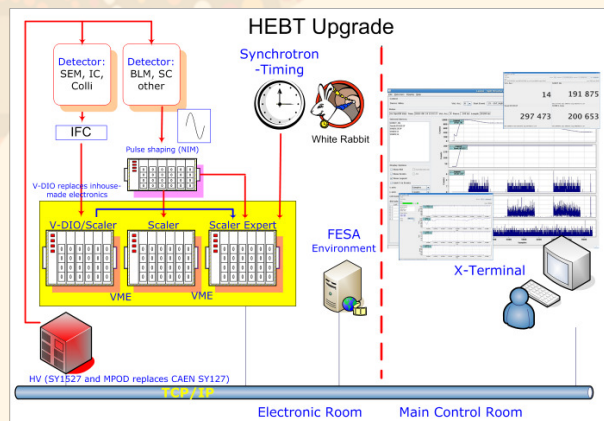 HEBT Upgrade
Detector:
SEM, IC,
Colli
Detector:
BLM, SC
other
Synchrotron
-Timing
White Rabbit
IFC
Pulse shaping (NIM)
V-DIO replaces inhouse-
made electronics
V-DIO/Scaler
Scaler
Scaler Expert
VME
VME
FESA
Environment
14
191 875
297 473
200 653
X-Terminal
HV (SY1527 and MPOD replaces CAEN SY127)
TCP/IP
Electronic Room
Main Control Room